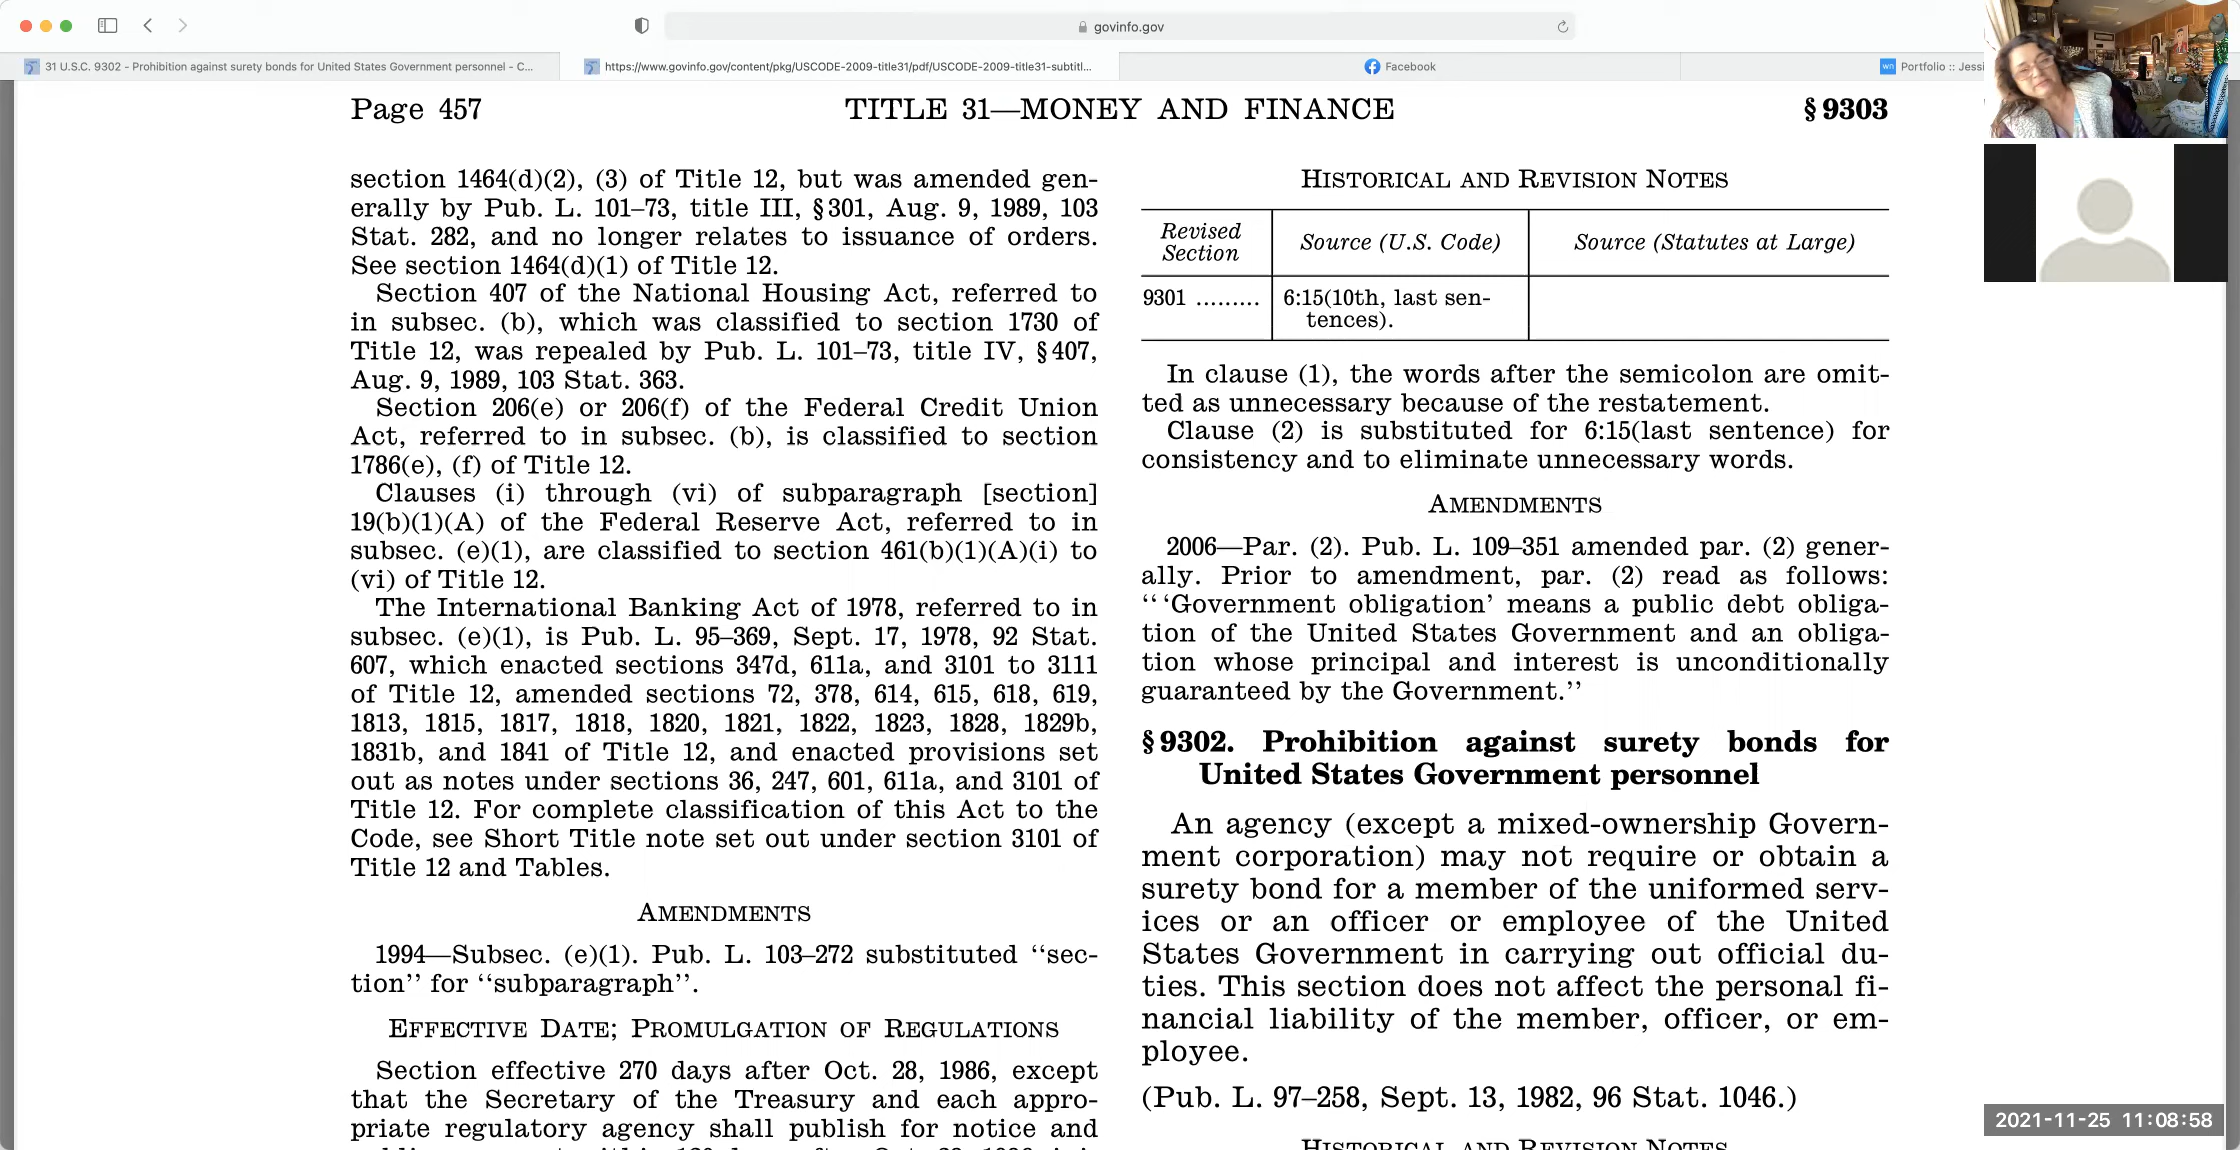 govinfo.gov
31 U.S.C. 9302 - Prohibition against surety bonds for United States Government personnel - C...
https://www.govinfo.gov/content/pkg/USCODE-2009-title31/pdf/USCODE-2009-title31-subtitl...
Facebook
wn Portfolio :: Jessi
Page 457
TITLE 31—MONEY AND FINANCE
§ 9303
section 1464(d)(2), (3) of Title 12, but was amended gen-
erally by Pub. L. 101–73, title III, § 301, Aug. 9, 1989, 103
Stat. 282, and no longer relates to issuance of orders.
See section 1464(d)(1) of Title 12.
Section 407 of the National Housing Act, referred to
in subsec. (b), which was classified to section 1730 of
Title 12, was repealed by Pub. L. 101–73, title IV, § 407,
Aug. 9, 1989, 103 Stat. 363.
Section 206(e) or 206(f) of the Federal Credit Union
Act, referred to in subsec. (b), is classified to section
1786(e), (f) of Title 12.
Clauses (i) through (vi) of subparagraph [section]
19(b)(1)(A) of the Federal Reserve Act, referred to in
subsec. (e)(1), are classified to section 461(b)(1)(A)(i) to
(vi) of Title 12.
The International Banking Act of 1978, referred to in
subsec. (e)(1), is Pub. L. 95–369, Sept. 17, 1978, 92 Stat.
607, which enacted sections 347d, 611a, and 3101 to 3111
of Title 12, amended sections 72, 378, 614, 615, 618, 619,
1813, 1815, 1817, 1818, 1820, 1821, 1822, 1823, 1828, 1829b,
1831b, and 1841 of Title 12, and enacted provisions set
out as notes under sections 36, 247, 601, 611a, and 3101 of
Title 12. For complete classification of this Act to the
Code, see Short Title note set out under section 3101 of
Title 12 and Tables.
AMENDMENTS
1994—Subsec. (e)(1). Pub. L. 103–272 substituted ‘‘sec-
tion’’ for ‘‘subparagraph’’.
EFFECTIVE DATE; PROMULGATION OF REGULATIONS
Section effective 270 days after Oct. 28, 1986, except
that the Secretary of the Treasury and each appro-
priate regulatory agency shall publish for notice and
HISTORICAL AND REVISION NOTES
Revised Section
Source (U.S. Code)
Source (Statutes at Large)
9301 .........
6:15(10th, last sen-
tences).
In clause (1), the words after the semicolon are omit-
ted as unnecessary because of the restatement.
Clause (2) is substituted for 6:15(last sentence) for
consistency and to eliminate unnecessary words.
AMENDMENTS
2006—Par. (2). Pub. L. 109–351 amended par. (2) gener-
ally. Prior to amendment, par. (2) read as follows:
‘‘ ‘Government obligation’ means a public debt obliga-
tion of the United States Government and an obliga-
tion whose principal and interest is unconditionally
guaranteed by the Government.’’
§ 9302. Prohibition against surety bonds for
United States Government personnel
An agency (except a mixed-ownership Govern-
ment corporation) may not require or obtain a
surety bond for a member of the uniformed serv-
ices or an officer or employee of the United
States Government in carrying out official du-
ties. This section does not affect the personal fi-
nancial liability of the member, officer, or em-
ployee.
(Pub. L. 97–258, Sept. 13, 1982, 96 Stat. 1046.)
HISTORICAL AND REVISION NOTES
2021-11-25 11:08:58